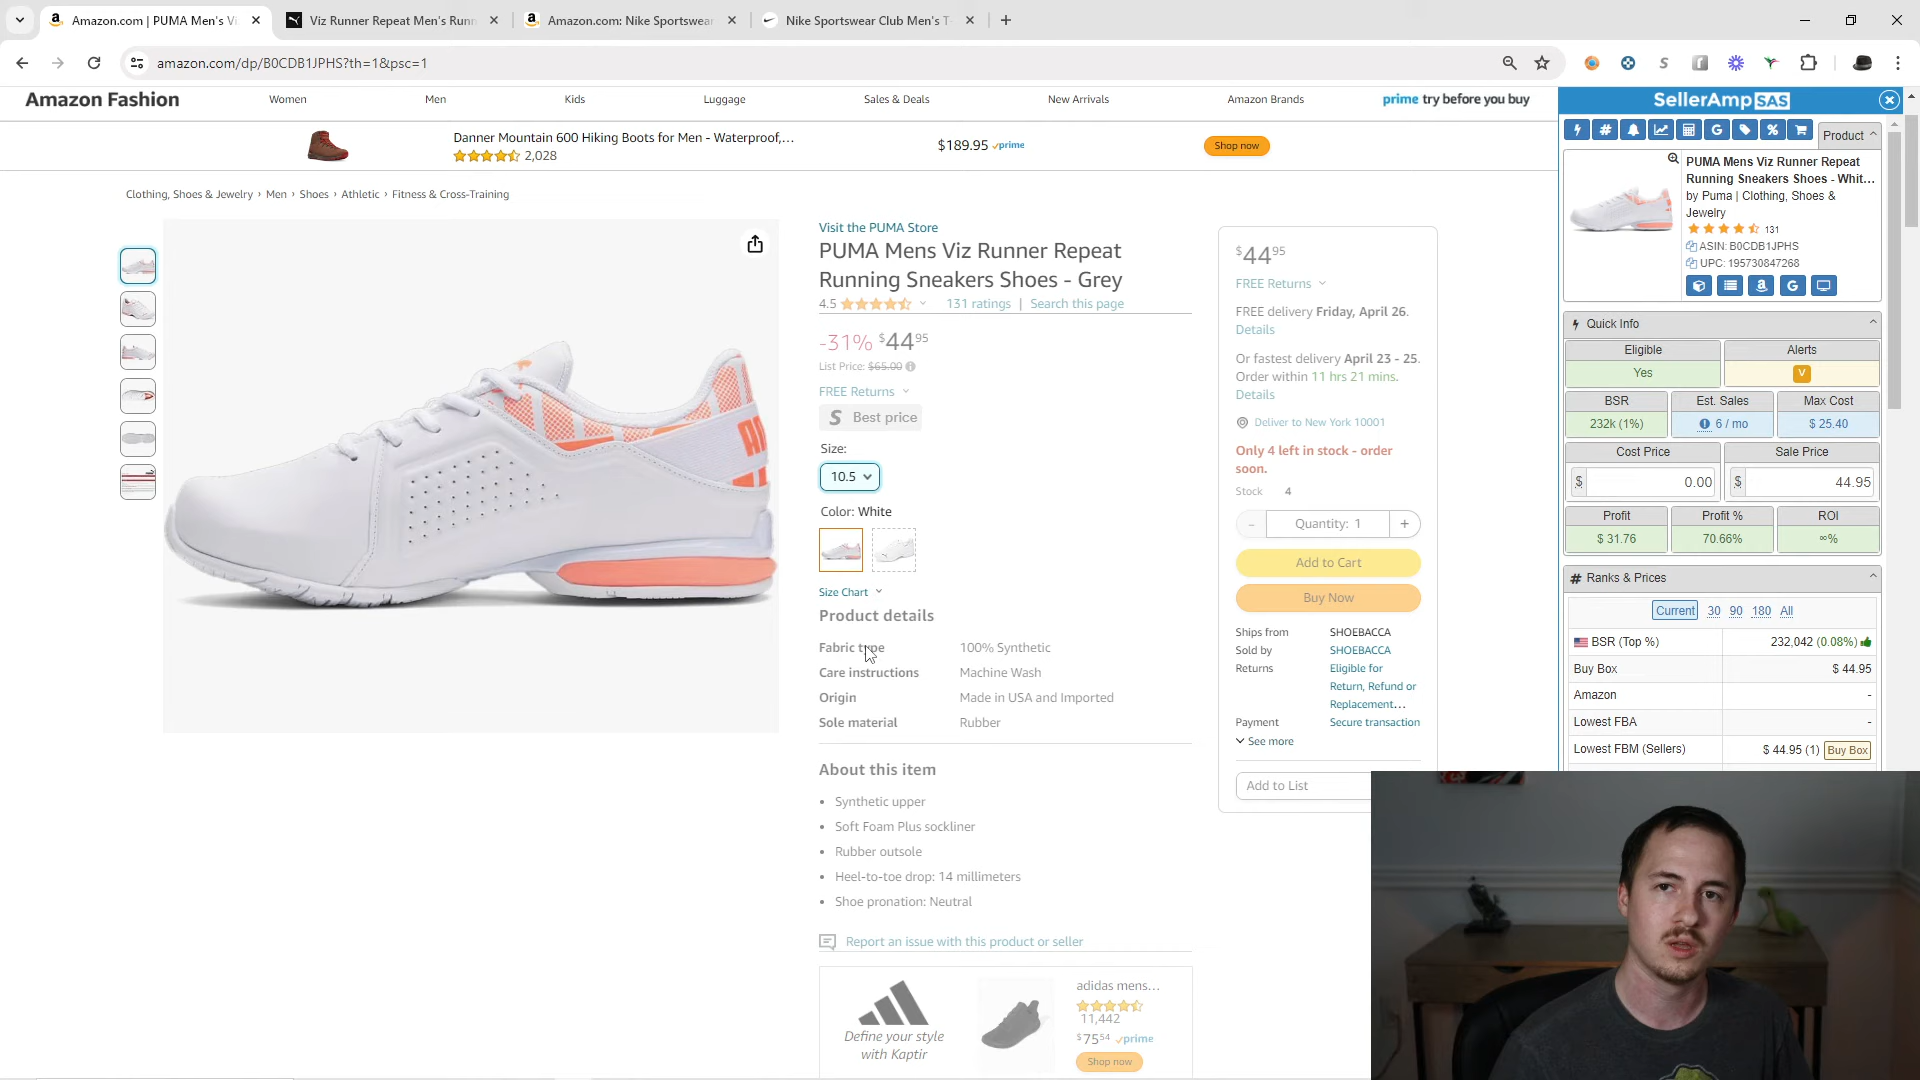 Amazon.com | PUMA Men's Vi
Viz Runner Repeat Men's Runn
Amazon.com: Nike Sportswear
Nike Sportswear Club Men's T
amazon.com/dp/B0CDB1JPHS?th=1&psc=1
Amazon Fashion
Women
Men
Kids
Luggage
Sales & Deals
New Arrivals
Amazon Brands
prime try before you buy
Danner Mountain 600 Hiking Boots for Men - Waterproof,...
2,028
$189.95 prime
Shop now
Clothing, Shoes & Jewelry › Men › Shoes › Athletic › Fitness & Cross-Training
Visit the PUMA Store
PUMA Mens Viz Runner Repeat
Running Sneakers Shoes - Grey
4.5
131 ratings | Search this page
-31% $44 95
List Price: $65.00
FREE Returns
S Best price
Size:
10.5
Color: White
Size Chart
Product details
Fabric type 100% Synthetic
Care instructions Machine Wash
Origin Made in USA and Imported
Sole material Rubber
About this item
• Synthetic upper
• Soft Foam Plus sockliner
• Rubber outsole
• Heel-to-toe drop: 14 millimeters
• Shoe pronation: Neutral
Report an issue with this product or seller
Define your style
with Kaptir
adidas mens...
11,442
$75 54 prime
Shop now
$44 95
FREE Returns
FREE delivery Friday, April 26.
Details
Or fastest delivery April 23 - 25.
Order within 11 hrs 21 mins.
Details
Deliver to New York 10001
Only 4 left in stock - order
soon.
Stock 4
- Quantity: 1 +
Add to Cart
Buy Now
Ships from SHOEBACCA
Sold by SHOEBACCA
Returns Eligible for
Return, Refund or
Replacement...
Payment Secure transaction
See more
Add to List
SellerAmp SAS
Product
PUMA Mens Viz Runner Repeat
Running Sneakers Shoes - Whit...
by Puma | Clothing, Shoes &
Jewelry
131
ASIN: B0CDB1JPHS
UPC: 195730847268
Quick Info
Eligible Alerts
Yes V
BSR Est. Sales Max Cost
232k (1%) 6 / mo $ 25.40
Cost Price Sale Price
$ 0.00 $ 44.95
Profit Profit % ROI
$ 31.76 70.66% ∞%
# Ranks & Prices
Current 30 90 180 All
BSR (Top %) 232,042 (0.08%)
Buy Box $ 44.95
Amazon -
Lowest FBA -
Lowest FBM (Sellers) $ 44.95 (1) Buy Box